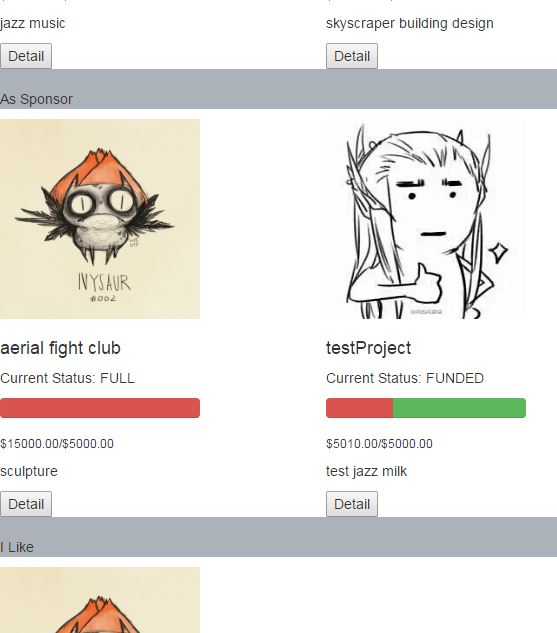 jazz music
skyscraper building design
Detail
Detail
As Sponsor
IVYSAUR
#002
aerial fight club
testProject
Current Status: FULL
Current Status: FUNDED
$15000.00/$5000.00
$5010.00/$5000.00
sculpture
test jazz milk
Detail
Detail
I Like